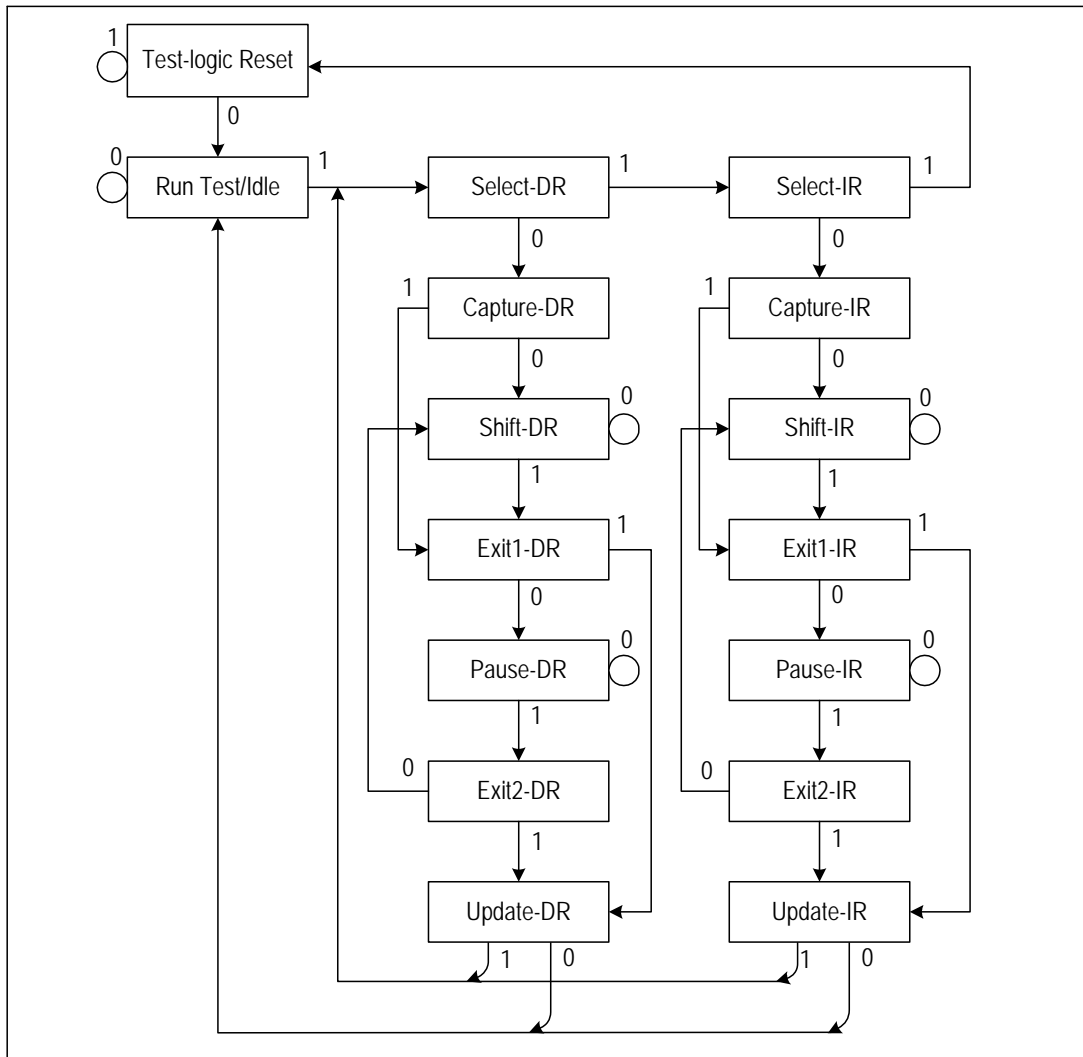 1
Test-logic Reset
0
0
Run Test/Idle
1
Select-DR
1
Select-IR
1
0
0
1
Capture-DR
1
Capture-IR
0
0
Shift-DR
0
Shift-IR
0
1
1
Exit1-DR
1
Exit1-IR
1
0
0
Pause-DR
0
Pause-IR
0
1
1
0
Exit2-DR
0
Exit2-IR
1
1
Update-DR
Update-IR
1
0
1
0